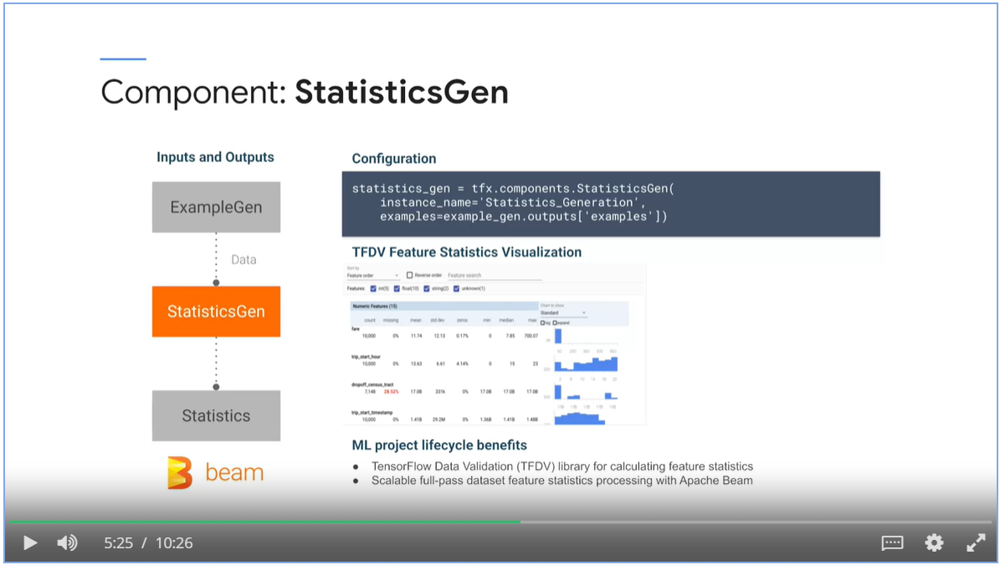 Component: StatisticsGen
Inputs and Outputs
ExampleGen
Data
StatisticsGen
Statistics
beam
Configuration
statistics_gen = tfx.components.StatisticsGen(
instance_name='Statistics_Generation',
examples=example_gen.outputs['examples'])
TFDV Feature Statistics Visualization
Sort by
Feature order
Reverse order
Feature search
Features: int(5) float(10) string(2) unknown(1)
Numeric Features (15)
Chart to show
Standard
log expand
count missing mean std dev zeros min median max
fare
10,000 0% 11.74 12.13 0.17% 0 7.85 700.07
trip_start_hour
10,000 0% 13.63 6.61 4.14% 0 15 23
dropoff_census_tract
7,148 28.52% 17.0B 331k 0% 17.0B 17.0B 17.0B
trip_start_timestamp
10,000 0% 1.41B 29.2M 0% 1.36B 1.41B 1.48B
ML project lifecycle benefits
TensorFlow Data Validation (TFDV) library for calculating feature statistics
Scalable full-pass dataset feature statistics processing with Apache Beam
5:25 / 10:26